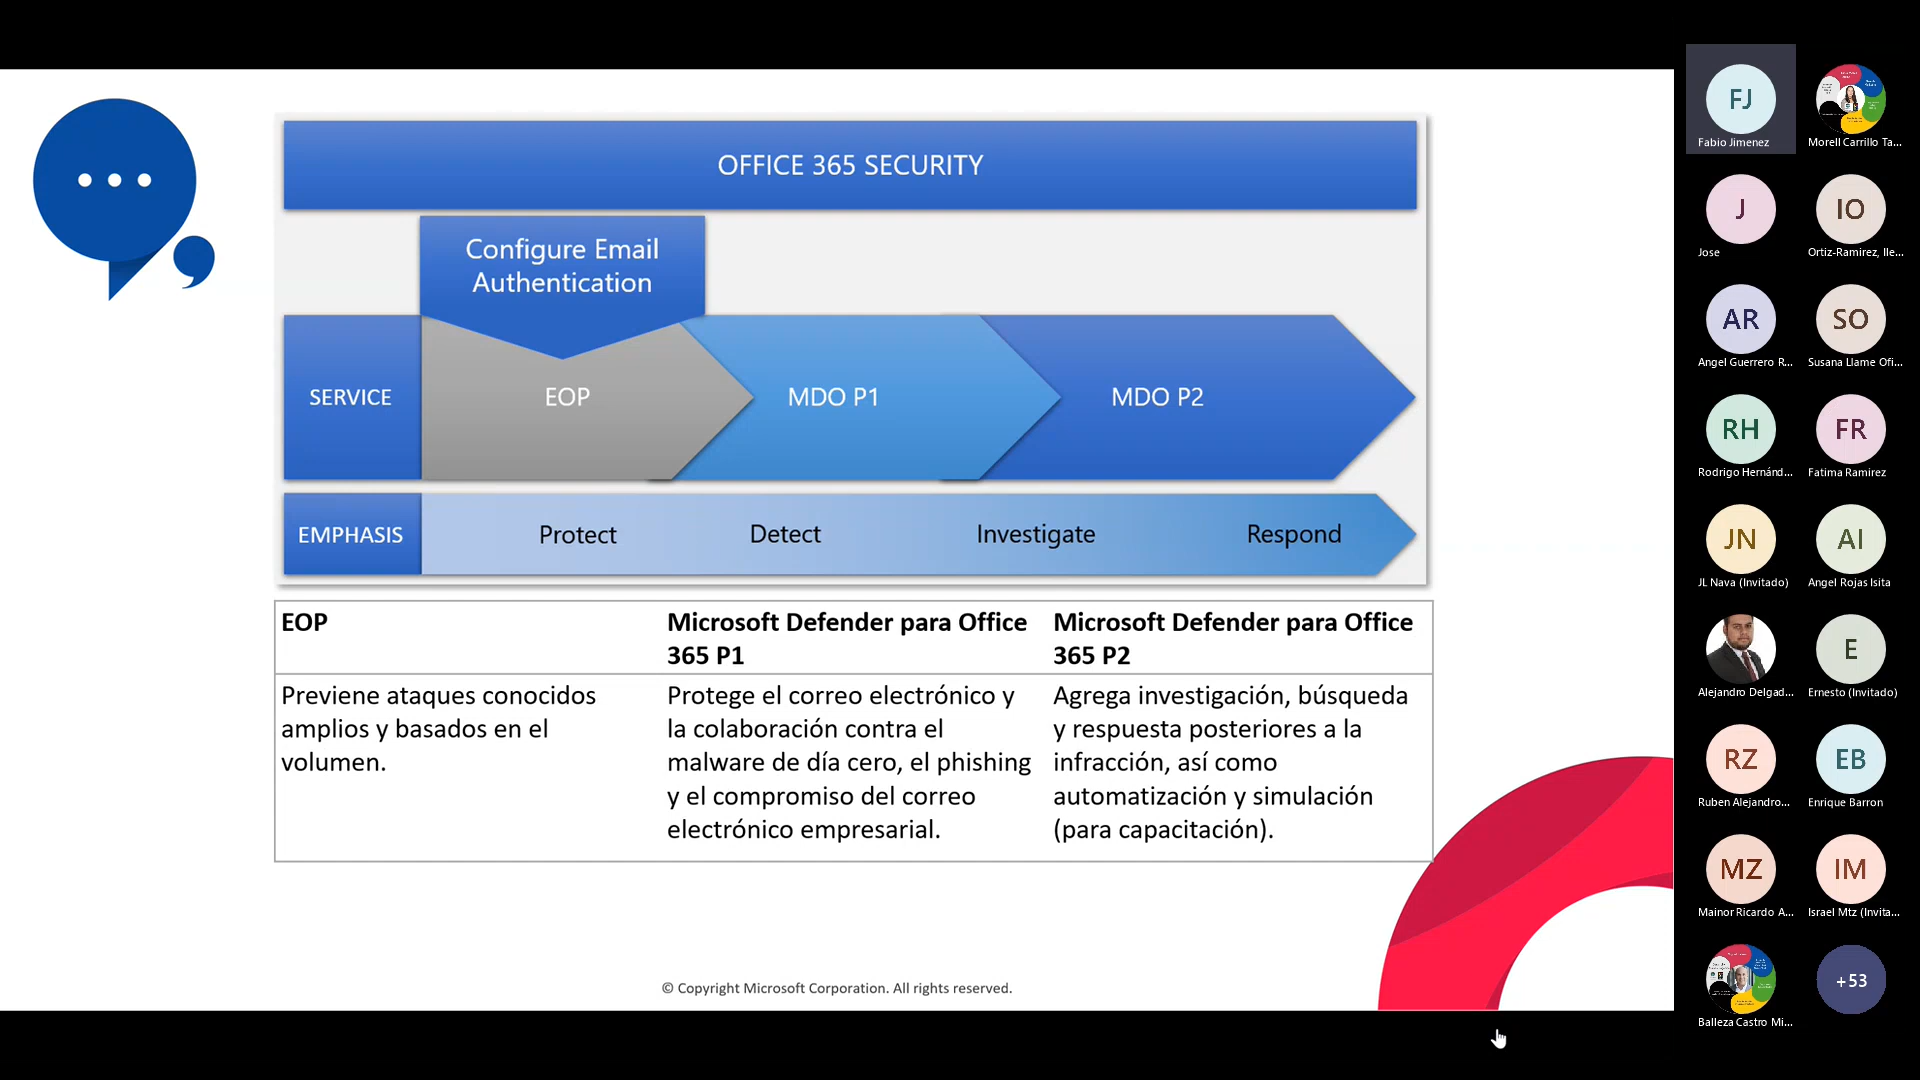 OFFICE 365 SECURITY
Configure Email
Authentication
SERVICE
EOP
MDO P1
MDO P2
EMPHASIS
Protect
Detect
Investigate
Respond
EOP
Microsoft Defender para Office
365 P1
Microsoft Defender para Office
365 P2
Previene ataques conocidos
amplios y basados en el
volumen.
Protege el correo electrónico y
la colaboración contra el
malware de día cero, el phishing
y el compromiso del correo
electrónico empresarial.
Agrega investigación, búsqueda
y respuesta posteriores a la
infracción, así como
automatización y simulación
(para capacitación).
© Copyright Microsoft Corporation. All rights reserved.
FJ
Fabio Jimenez
Morell Carrillo Ta...
J
Jose
IO
Ortiz-Ramirez, Ile...
AR
Angel Guerrero R...
SO
Susana Llame Ofi...
RH
Rodrigo Hernánd...
FR
Fatima Ramirez
JN
JL Nava (Invitado)
AI
Angel Rojas Isita
Alejandro Delgad...
E
Ernesto (Invitado)
RZ
Ruben Alejandro...
EB
Enrique Barron
MZ
Mainor Ricardo A...
IM
Israel Mtz (Invita...
Balleza Castro Mi...
+53